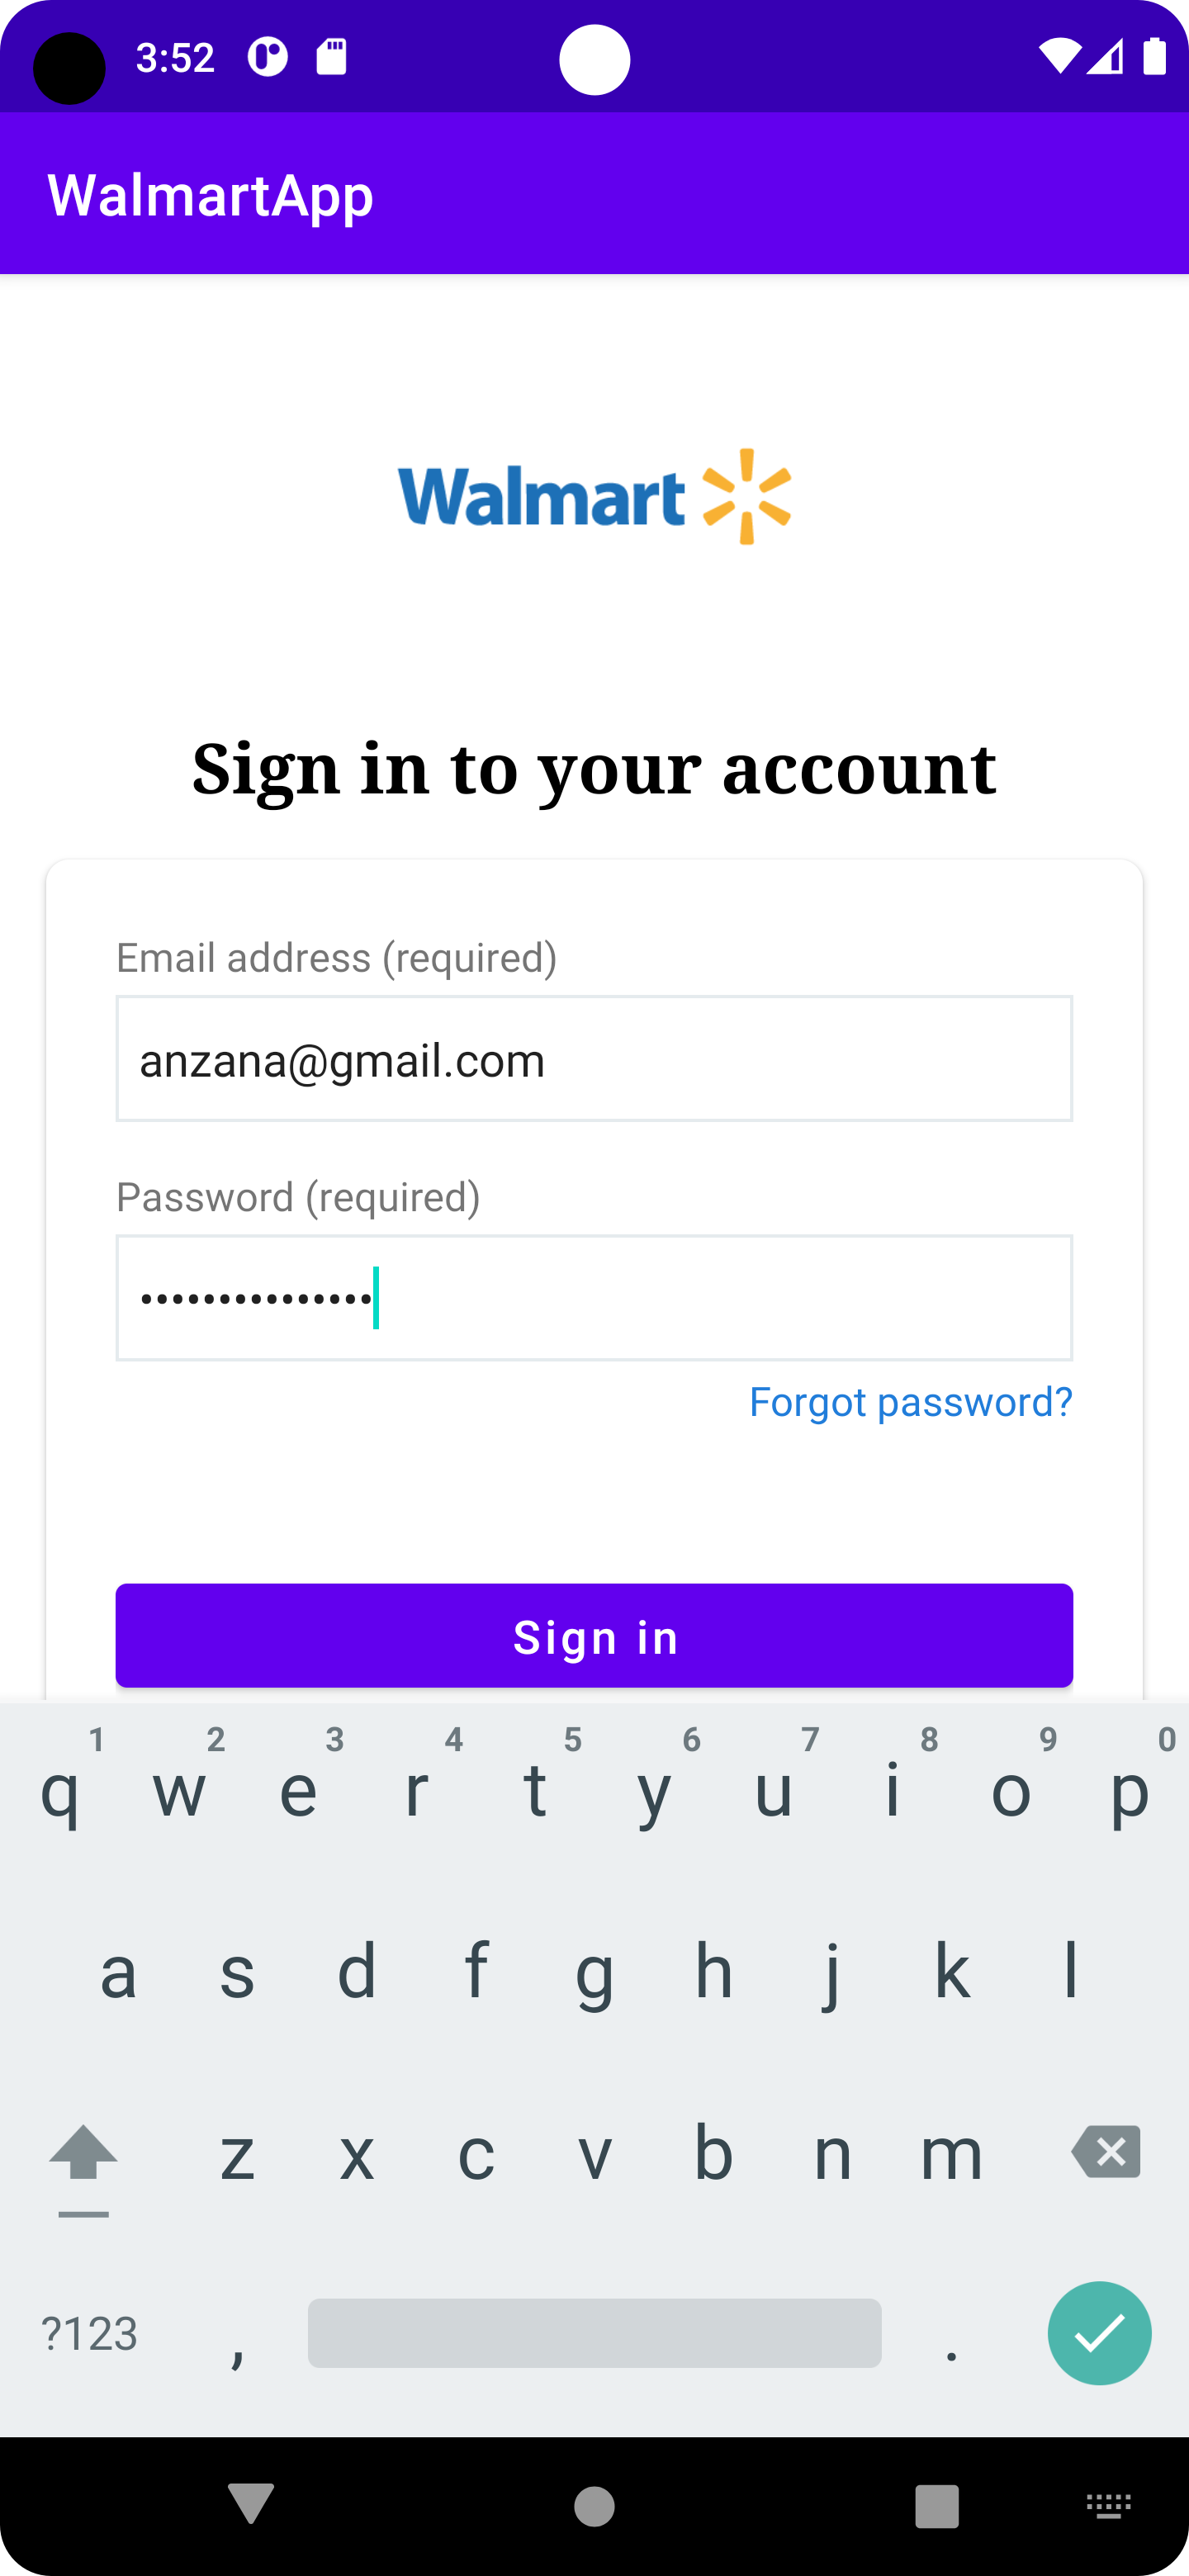 3:52
WalmartApp
Walmart
Sign in to your account
Email address (required)
anzana@gmail.com
Password (required)
•••••••••••••••
Forgot password?
Sign in
1 2 3 4 5 6 7 8 9 0
q w e r t y u i o p
a s d f g h j k l
z x c v b n m
?123 , .